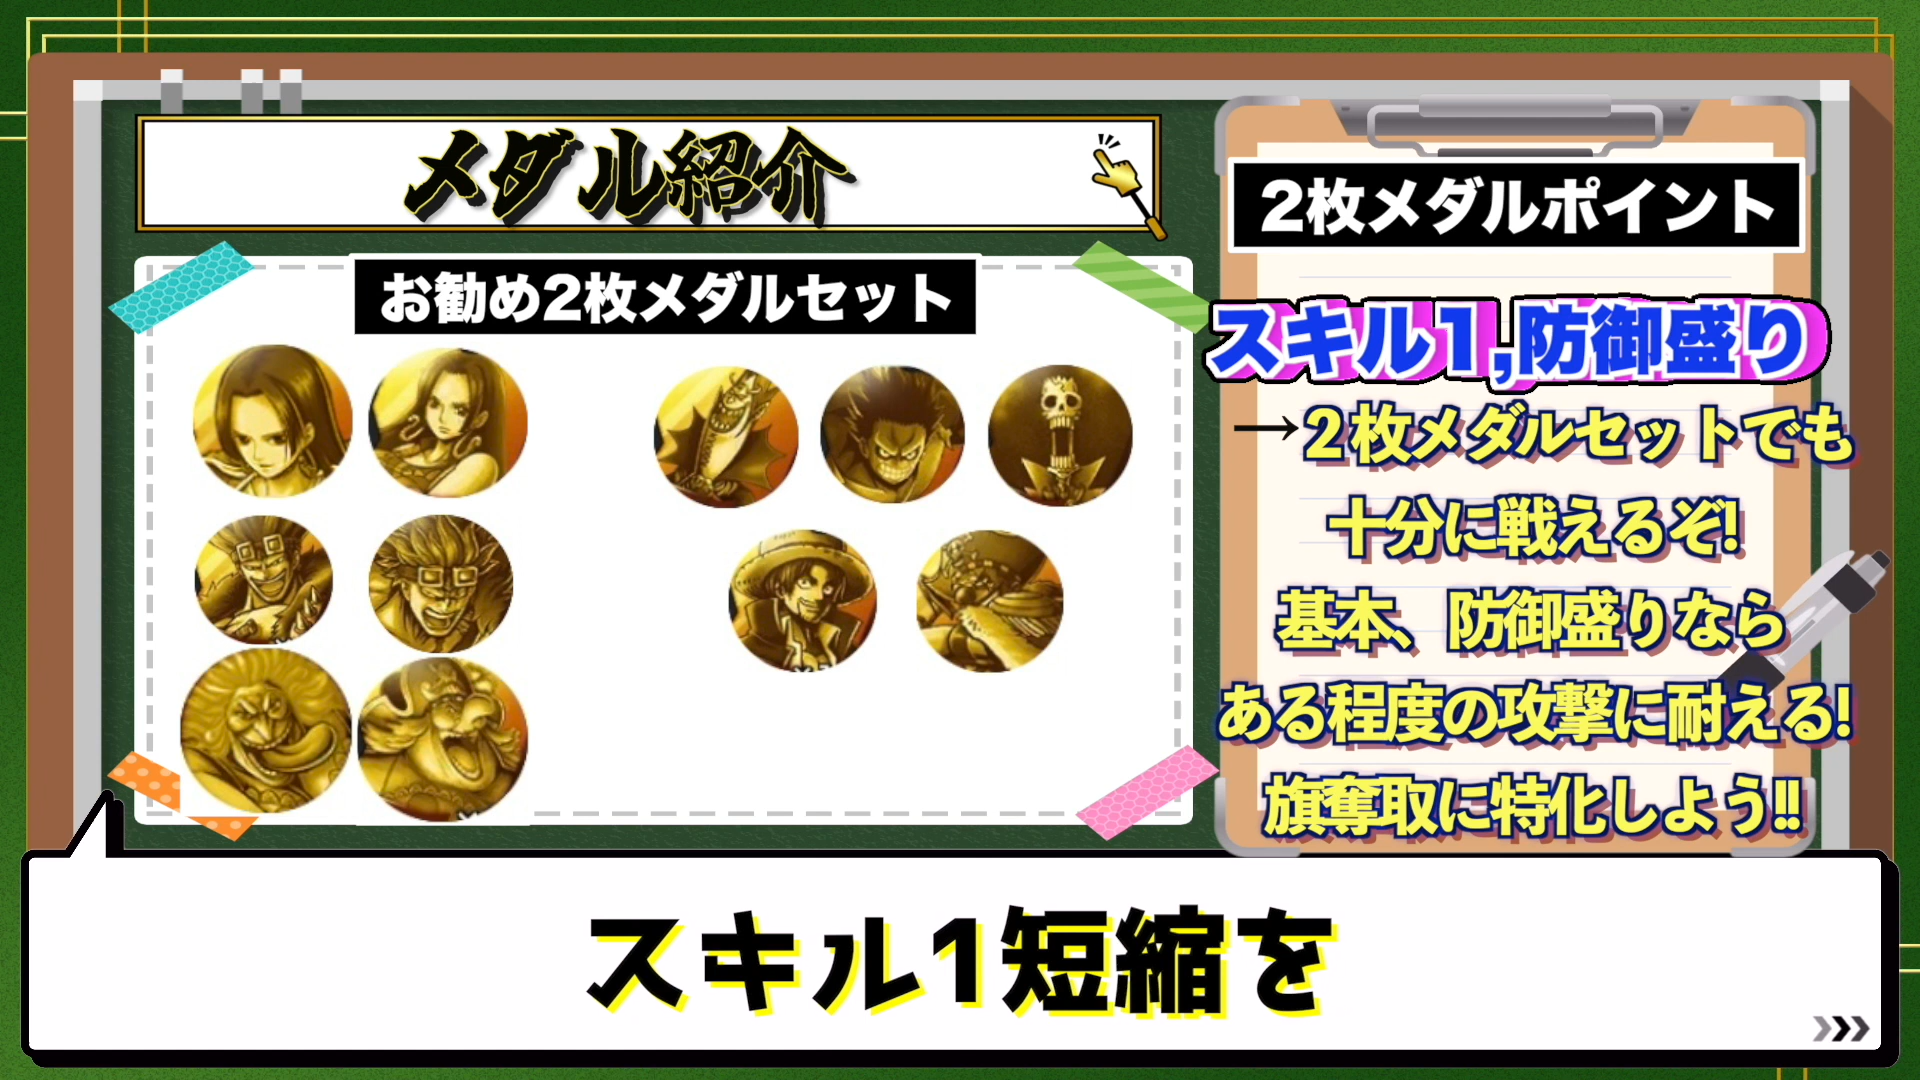 メダル紹介
お勧め2枚メダルセット
2枚メダルポイント
スキル1,防御盛り
→2枚メダルセットでも
十分に戦えるぞ!
基本、防御盛りなら
ある程度の攻撃に耐える!
旗奪取に特化しよう!!
スキル1短縮を